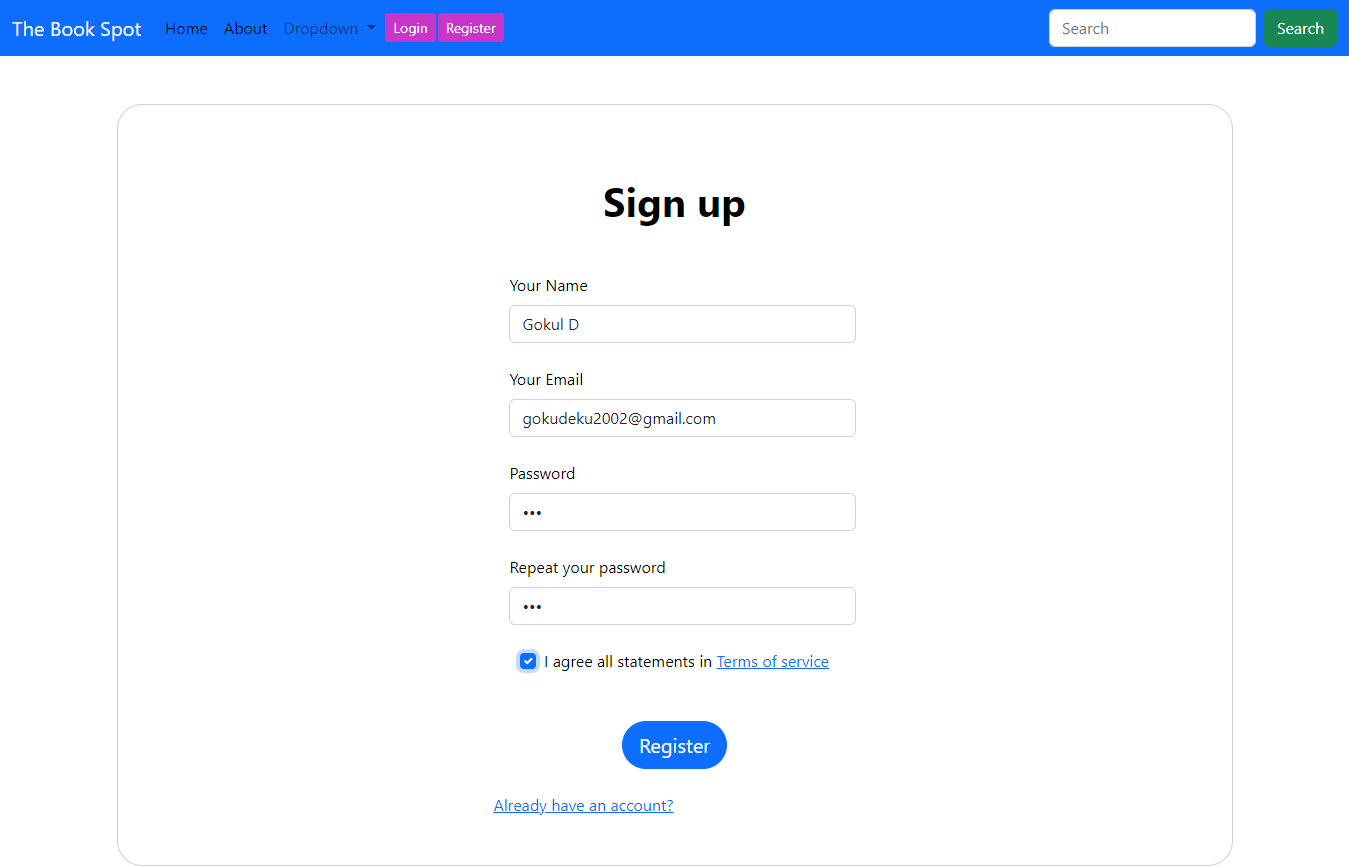 The Book Spot Home About Dropdown Login Register Search Search
Sign up
Your Name
Gokul D
Your Email
gokudeku2002@gmail.com
Password
•••
Repeat your password
•••
I agree all statements in Terms of service
Register
Already have an account?